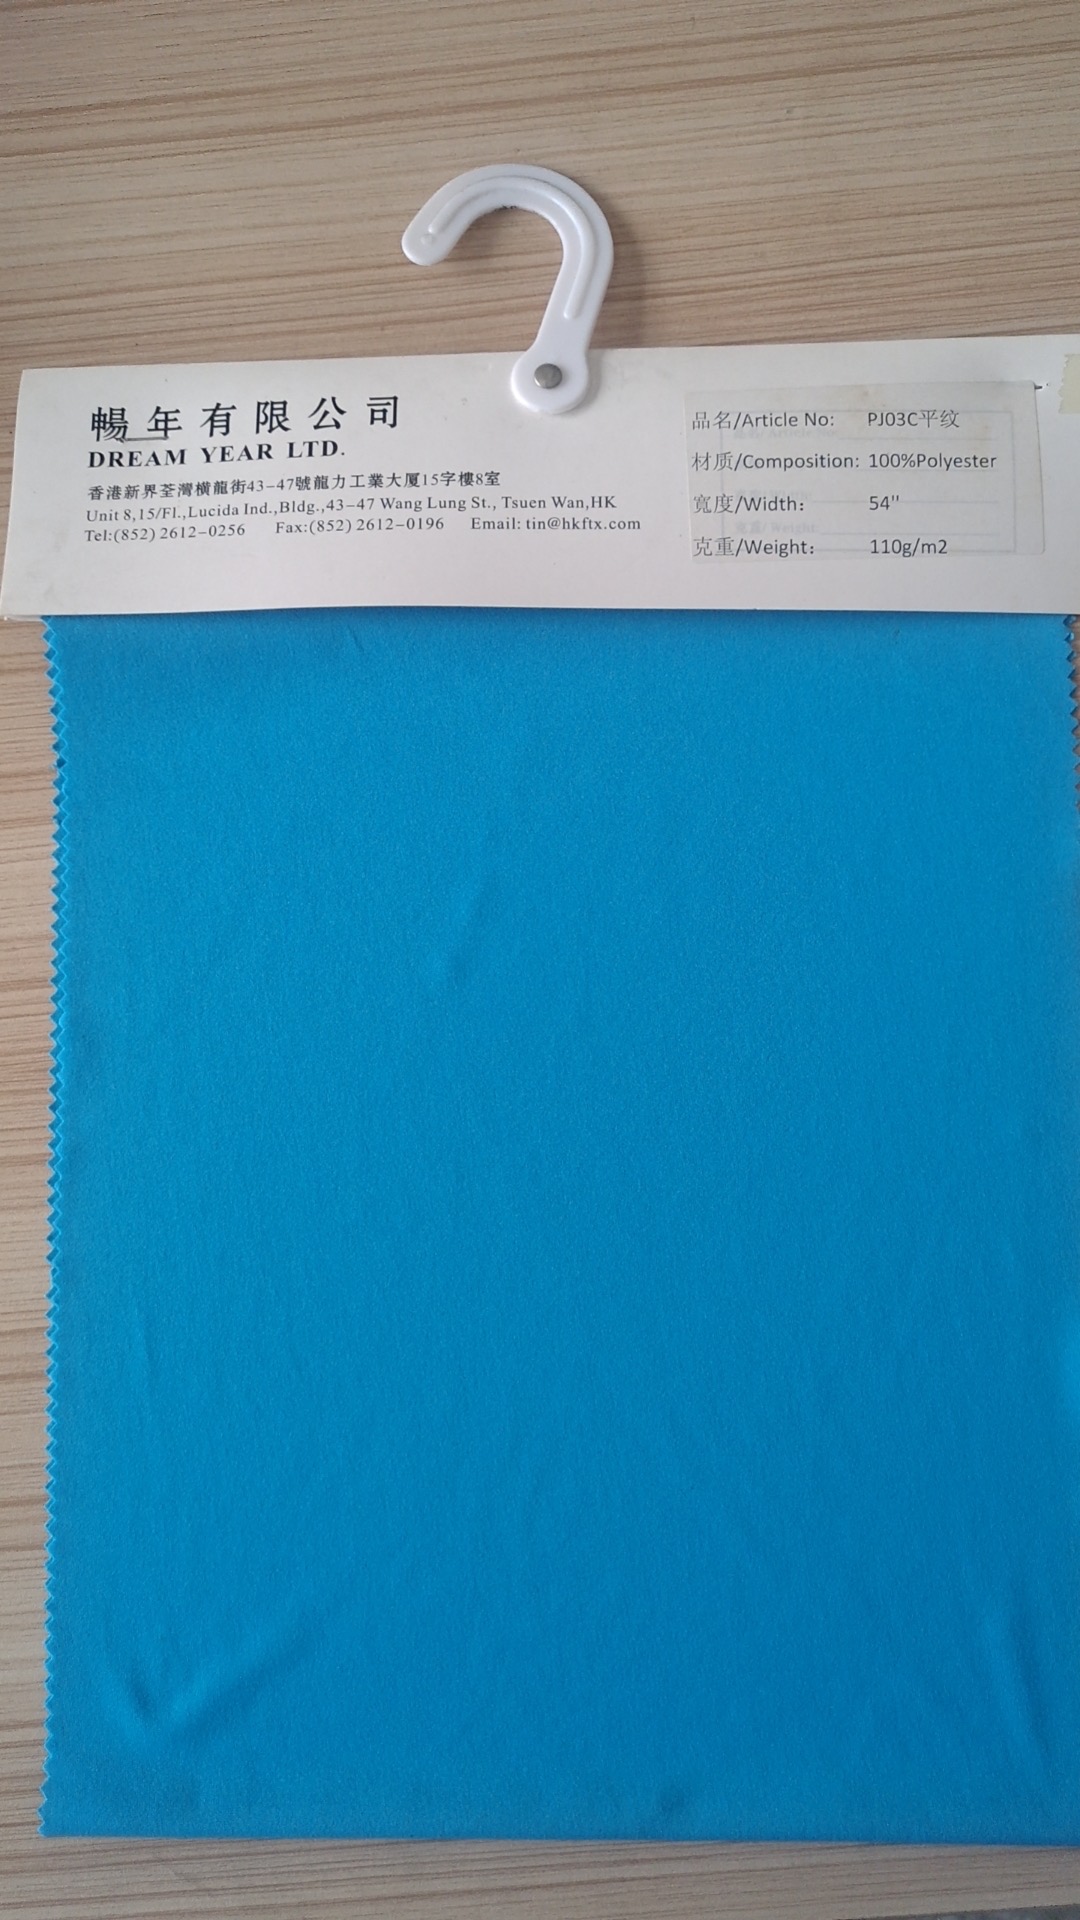 暢年有限公司
DREAM YEAR LTD.
香港新界荃灣横龍街43-47號龍力工業大厦15字樓8室
Unit 8,15/Fl.,Lucida Ind.,Bldg.,43-47 Wang Lung St., Tsuen Wan,HK
Tel:(852) 2612-0256 Fax:(852) 2612-0196 Email: tin@hkftx.com
品名/Article No: PJ03C平纹
材质/Composition: 100%Polyester
寬度/Width: 54''
克重/Weight: 110g/m2